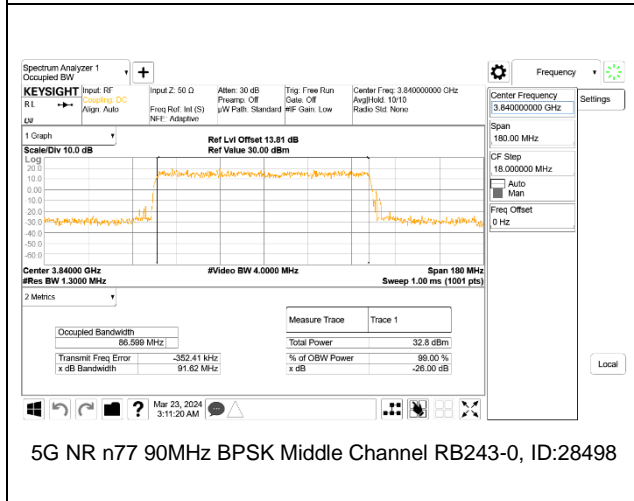 Spectrum Analyzer 1
Occupied BW
+
Frequency
KEYSIGHT
Input: RF
Input Z: 50 Ω
Atten: 30 dB
Trig: Free Run
Center Freq: 3.840000000 GHz
RL
Coupling: DC
Preamp: Off
Gate: Off
Avg|Hold: 10/10
Align: Auto
Freq Ref: Int (S)
µW Path: Standard
#IF Gain: Low
Radio Std: None
NFE: Adaptive
Center Frequency
3.840000000 GHz
Settings
Span
180.00 MHz
CF Step
18.000000 MHz
Auto
Man
Freq Offset
0 Hz
1 Graph
Ref Lvl Offset 13.81 dB
Scale/Div 10.0 dB
Ref Value 30.00 dBm
Log
20.0
10.0
0.00
-10.0
-20.0
-30.0
-40.0
-50.0
-60.0
Center 3.84000 GHz
#Video BW 4.0000 MHz
Span 180 MHz
#Res BW 1.3000 MHz
Sweep 1.00 ms (1001 pts)
2 Metrics
Measure Trace
Trace 1
Occupied Bandwidth
86.599 MHz
Total Power
32.8 dBm
Transmit Freq Error
-352.41 kHz
% of OBW Power
99.00 %
x dB Bandwidth
91.62 MHz
x dB
-26.00 dB
Local
?
Mar 23, 2024
3:11:20 AM
5G NR n77 90MHz BPSK Middle Channel RB243-0, ID:28498